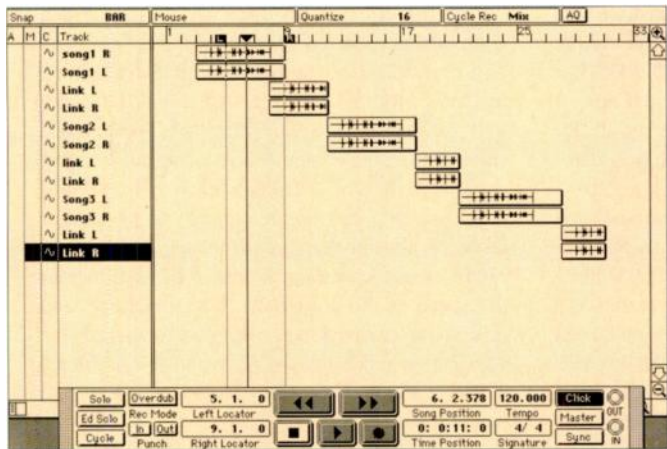 Snap BAR Mouse Quantize 16 Cycle Rec Mix AQ
A M C Track 1 9 17 25 33
L R
song1 R
Song1 L
Link L
Link R
Song2 L
Song2 R
link L
Link R
Song3 L
Song3 R
Link L
Link R
Solo Overdub 5. 1. 0 6. 2.378 120.000 Click
Ed Solo Rec Mode Left Locator Song Position Tempo Master OUT
Cycle In Out 9. 1. 0 0: 0:11: 0 4/ 4 Sync IN
Punch Right Locator Time Position Signature